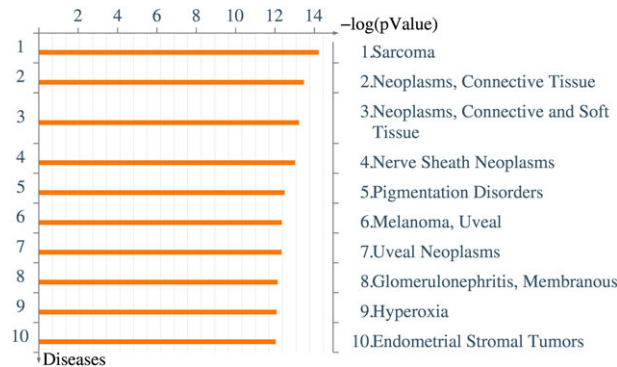 2 4 6 8 10 12 14 −log(pValue)
1 1.Sarcoma
2 2.Neoplasms, Connective Tissue
3 3.Neoplasms, Connective and Soft
Tissue
4 4.Nerve Sheath Neoplasms
5 5.Pigmentation Disorders
6 6.Melanoma, Uveal
7 7.Uveal Neoplasms
8 8.Glomerulonephritis, Membranous
9 9.Hyperoxia
10 10.Endometrial Stromal Tumors
Diseases